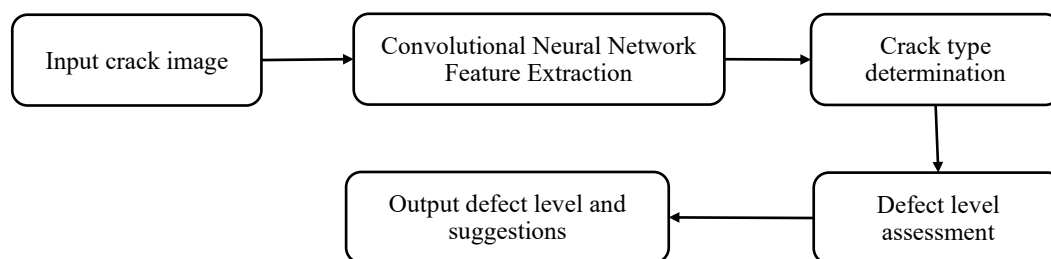 Input crack image
Convolutional Neural Network
Feature Extraction
Crack type
determination
Defect level
assessment
Output defect level and
suggestions